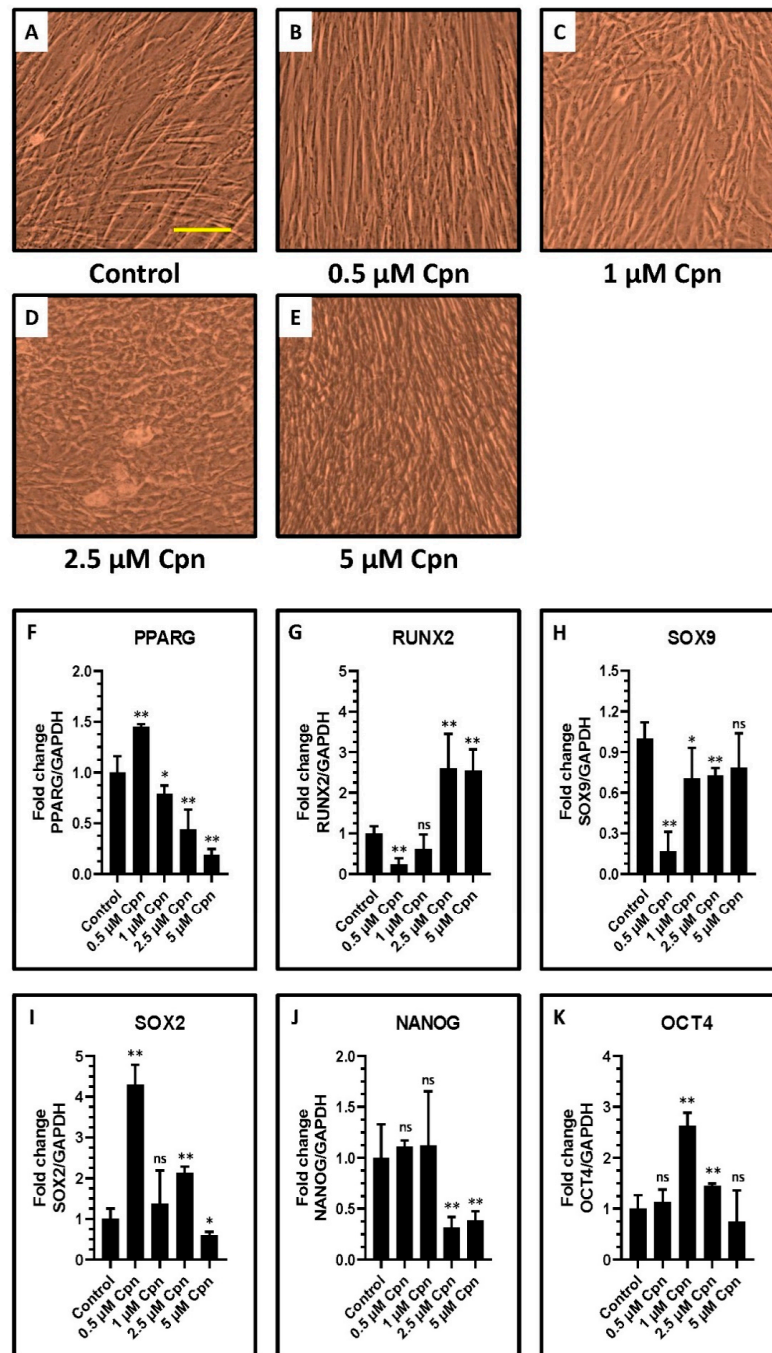 A
B
C
Control
0.5 µM Cpn
1 µM Cpn
D
E
2.5 µM Cpn
5 µM Cpn
F
PPARG
Fold change
PPARG/GAPDH
2.0
1.5
1.0
0.5
0.0
**
*
**
**
Control
0.5 µM Cpn
1 µM Cpn
2.5 µM Cpn
5 µM Cpn
G
RUNX2
Fold change
RUNX2/GAPDH
5
4
3
2
1
0
**
ns
**
**
Control
0.5 µM Cpn
1 µM Cpn
2.5 µM Cpn
5 µM Cpn
H
SOX9
Fold change
SOX9/GAPDH
1.5
1.2
0.9
0.6
0.3
0.0
**
*
**
ns
Control
0.5 µM Cpn
1 µM Cpn
2.5 µM Cpn
5 µM Cpn
I
SOX2
Fold change
SOX2/GAPDH
5
4
3
2
1
0
**
ns
**
*
Control
0.5 µM Cpn
1 µM Cpn
2.5 µM Cpn
5 µM Cpn
J
NANOG
Fold change
NANOG/GAPDH
2.0
1.5
1.0
0.5
0.0
ns
ns
**
**
Control
0.5 µM Cpn
1 µM Cpn
2.5 µM Cpn
5 µM Cpn
K
OCT4
Fold change
OCT4/GAPDH
4
3
2
1
0
ns
**
**
ns
Control
0.5 µM Cpn
1 µM Cpn
2.5 µM Cpn
5 µM Cpn